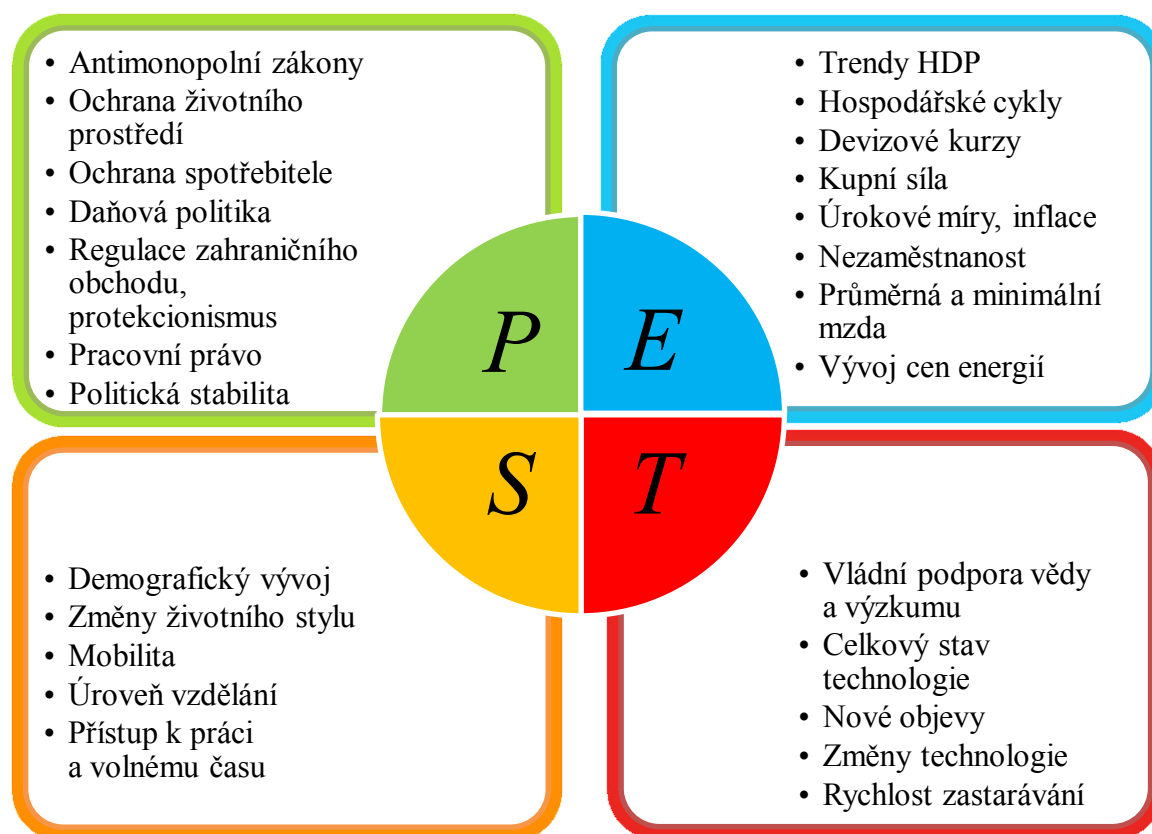 • Antimonopolní zákony
• Ochrana životního
prostředí
• Ochrana spotřebitele
• Daňová politika
• Regulace zahraničního
obchodu,
protekcionismus
• Pracovní právo
• Politická stabilita
• Trendy HDP
• Hospodářské cykly
• Devizové kurzy
• Kupní síla
• Úrokové míry, inflace
• Nezaměstnanost
• Průměrná a minimální
mzda
• Vývoj cen energií
P
E
S
T
• Demografický vývoj
• Změny životního stylu
• Mobilita
• Úroveň vzdělání
• Přístup k práci
a volnému času
• Vládní podpora vědy
a výzkumu
• Celkový stav
technologie
• Nové objevy
• Změny technologie
• Rychlost zastarávání